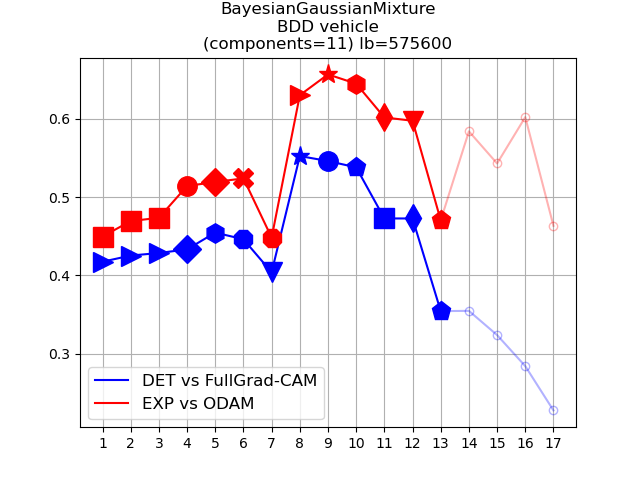 BayesianGaussianMixture
BDD vehicle
(components=11) lb=575600
0.6
0.5
0.4
0.3
DET vs FullGrad-CAM
EXP vs ODAM
1 2 3 4 5 6 7 8 9 10 11 12 13 14 15 16 17